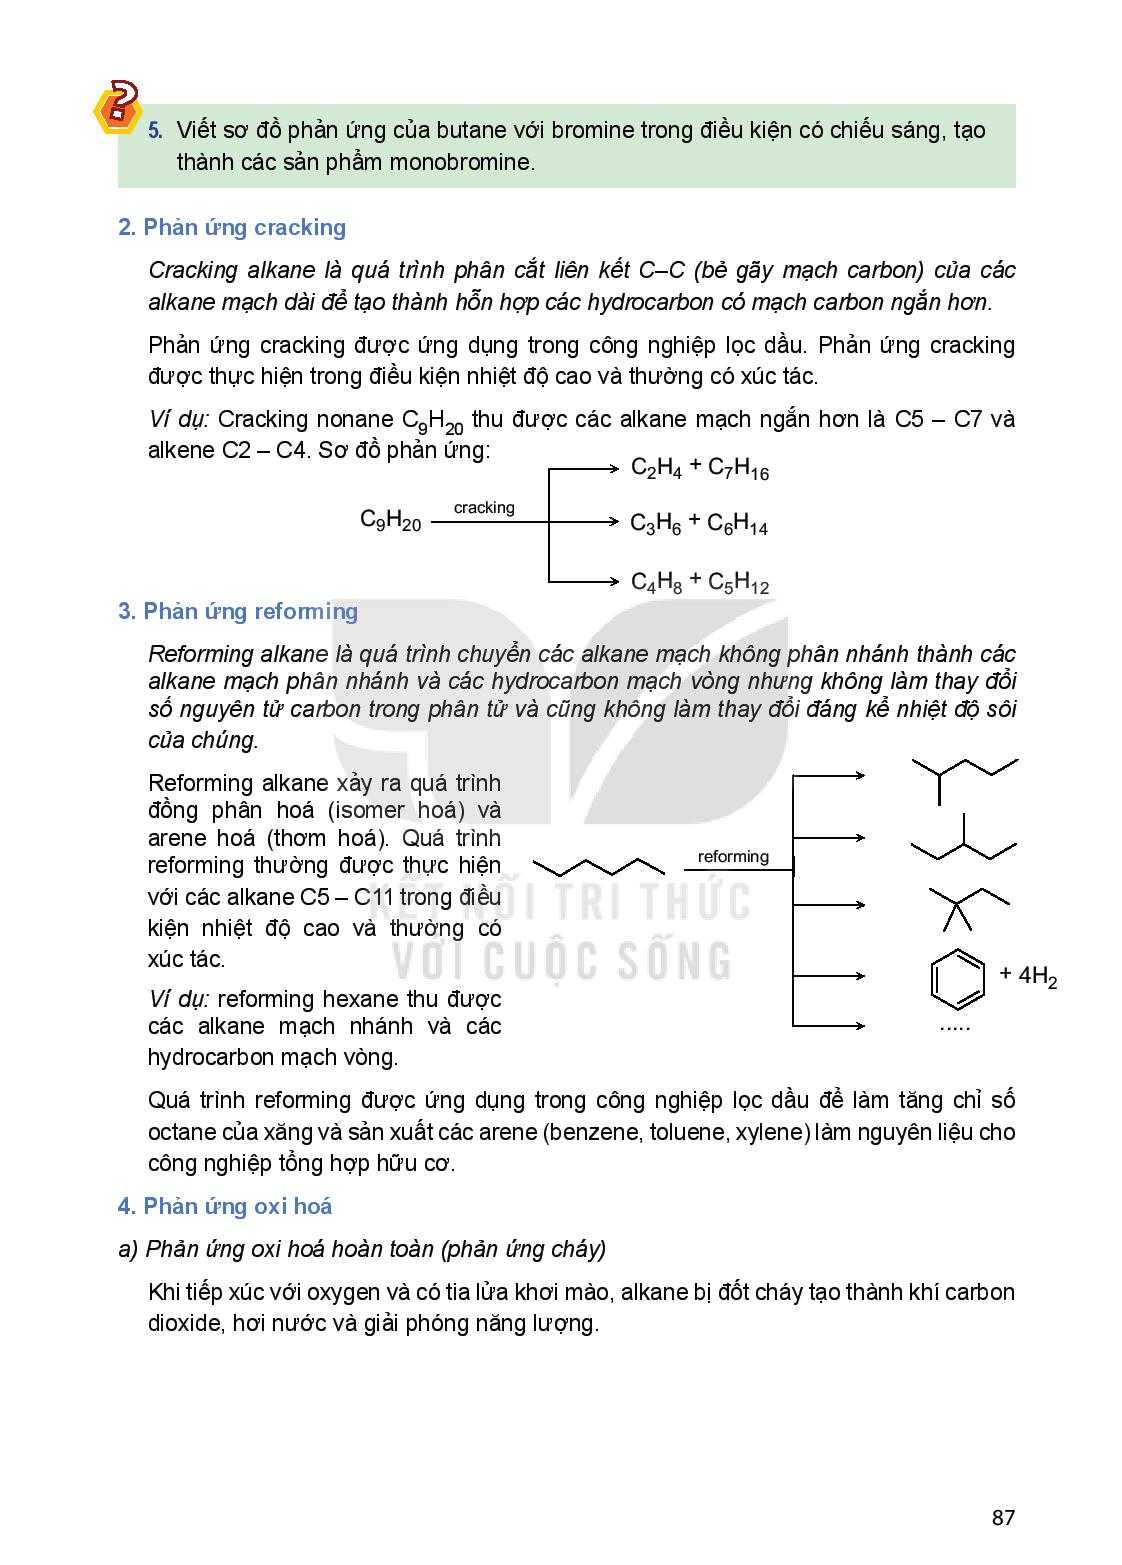 5. Viết sơ đồ phản ứng của butane với bromine trong điều kiện có chiếu sáng, tạo
thành các sản phẩm monobromine.
2. Phản ứng cracking
Cracking alkane là quá trình phân cắt liên kết C–C (bẻ gãy mạch carbon) của các
alkane mạch dài để tạo thành hỗn hợp các hydrocarbon có mạch carbon ngắn hơn.
Phản ứng cracking được ứng dụng trong công nghiệp lọc dầu. Phản ứng cracking
được thực hiện trong điều kiện nhiệt độ cao và thường có xúc tác.
Ví dụ: Cracking nonane C₉H₂₀ thu được các alkane mạch ngắn hơn là C5 – C7 và
alkene C2 – C4. Sơ đồ phản ứng:
C₂H₄ + C₇H₁₆
C₉H₂₀ cracking C₃H₆ + C₆H₁₄
C₄H₈ + C₅H₁₂
3. Phản ứng reforming
Reforming alkane là quá trình chuyển các alkane mạch không phân nhánh thành các
alkane mạch phân nhánh và các hydrocarbon mạch vòng nhưng không làm thay đổi
số nguyên tử carbon trong phân tử và cũng không làm thay đổi đáng kể nhiệt độ sôi
của chúng.
Reforming alkane xảy ra quá trình
đồng phân hoá (isomer hoá) và
arene hoá (thơm hoá). Quá trình
reforming thường được thực hiện
với các alkane C5 – C11 trong điều
kiện nhiệt độ cao và thường có
xúc tác.
Ví dụ: reforming hexane thu được
các alkane mạch nhánh và các
hydrocarbon mạch vòng.
reforming
+ 4H₂
.....
KẾT NỐI TRI THỨC
VỚI CUỘC SỐNG
Quá trình reforming được ứng dụng trong công nghiệp lọc dầu để làm tăng chỉ số
octane của xăng và sản xuất các arene (benzene, toluene, xylene) làm nguyên liệu cho
công nghiệp tổng hợp hữu cơ.
4. Phản ứng oxi hoá
a) Phản ứng oxi hoá hoàn toàn (phản ứng cháy)
Khi tiếp xúc với oxygen và có tia lửa khơi mào, alkane bị đốt cháy tạo thành khí carbon
dioxide, hơi nước và giải phóng năng lượng.
87